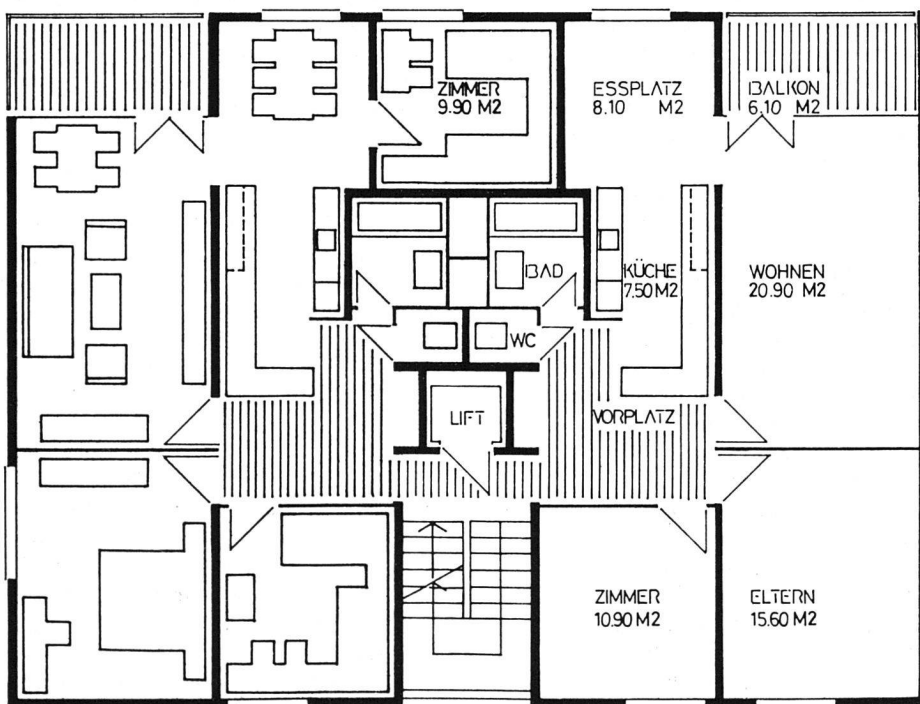 ZIMMER
9.90 M2
ESSPLATZ
8.10 M2
BALKON
6.10 M2
BAD
KÜCHE
7.50 M2
WOHNEN
20.90 M2
WC
LIFT
VORPLATZ
ZIMMER
10.90 M2
ELTERN
15.60 M2